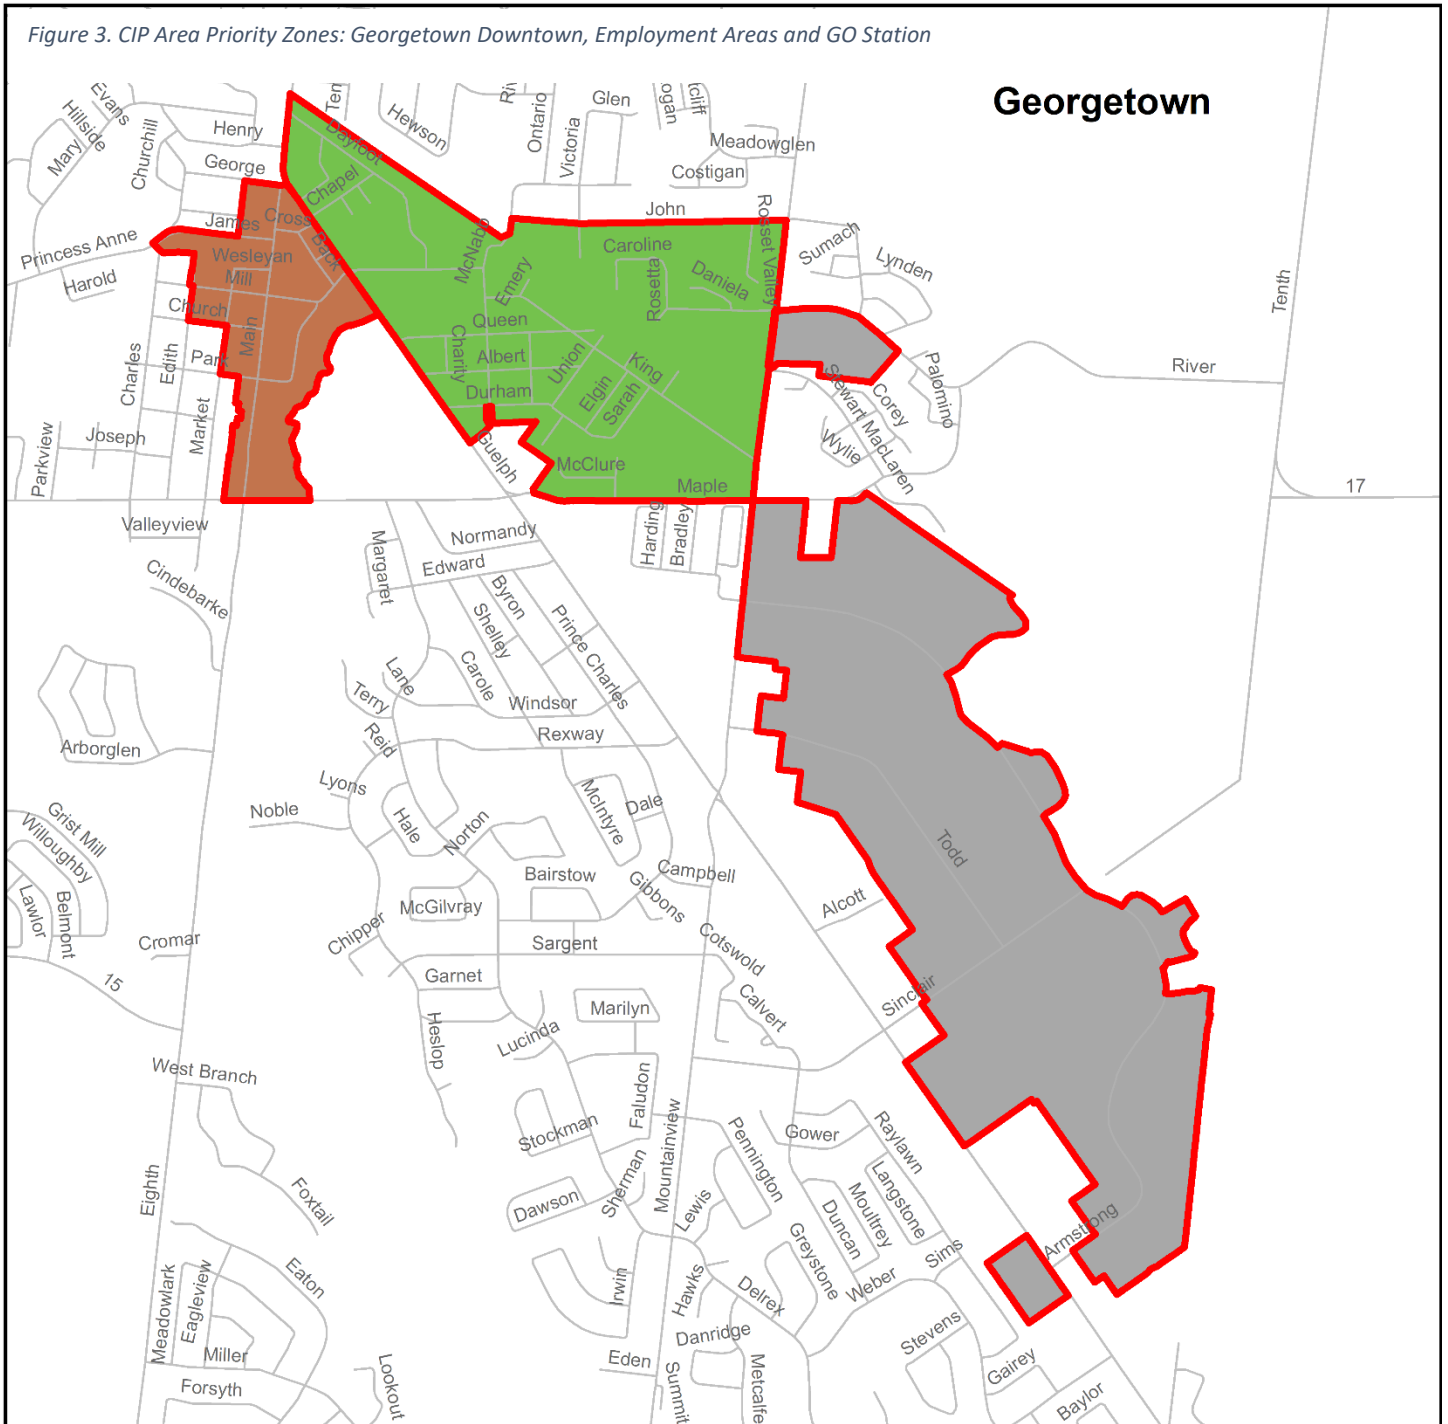 Figure 3. CIP Area Priority Zones: Georgetown Downtown, Employment Areas and GO Station
Georgetown
Evans
Hillside
Mary
Churchill
Henry
George
Hewson
Dayfoot
Chapel
Ontario
Victoria
Glen
Meadowglen
Costigan
John
James
Cross
Back
Princess Anne
Wesleyan
Mill
Harold
Church
Main
Park
Charles
Edith
Market
Joseph
Parkview
Valleyview
Cindebarke
McNabb
Emery
Caroline
Rosetta
Daniela
Rosset Valley
Queen
Charity
Albert
Durham
Union
Elgin
Sarah
King
Guelph
McClure
Maple
Sumach
Lynden
Tenth
River
Palomino
Corey
Stewart MacLaren
Wylie
17
Harding
Bradley
Normandy
Margaret
Edward
Byron
Shelley
Prince Charles
Carole
Lane
Terry
Windsor
Rexway
Reid
Arborglen
Lyons
Noble
Hale
Norton
McIntyre
Dale
Campbell
Gibbons
Bairstow
McGilvray
Sargent
Chipper
Garnet
Heslop
Grist Mill
Willoughby
Belmont
Lawlor
Cromar
15
Cotswold
Calvert
Alcott
Todd
Sinclair
Marilyn
Lucinda
Faludon
Stockman
Sherman
Dawson
Mountainview
West Branch
Eighth
Foxtail
Eaton
Meadowlark
Eagleview
Miller
Forsyth
Lookout
Pennington
Gower
Raylawn
Langstone
Moultrey
Duncan
Greystone
Lewis
Sims
Weber
Armstrong
Irwin
Hawks
Delrex
Danridge
Eden
Summit
Metcalfe
Stevens
Gairey
Baylor